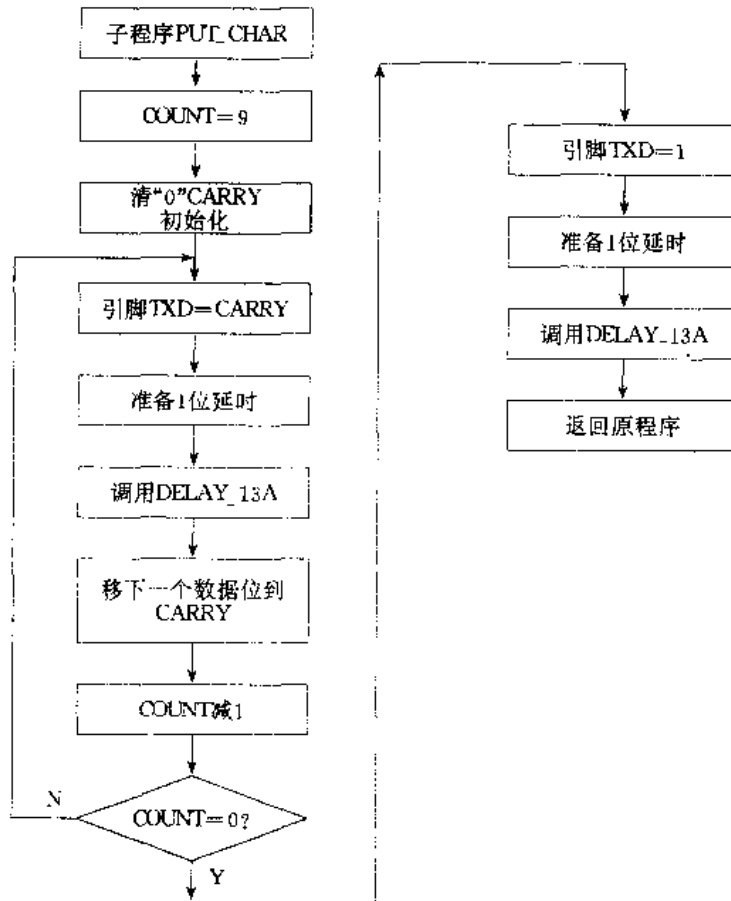 子程序PUT_CHAR
COUNT=9
清"0"CARRY
初始化
引脚TXD=CARRY
准备1位延时
调用DELAY_13A
移下一个数据位到
CARRY
COUNT减1
COUNT=0?
N
Y
引脚TXD=1
准备1位延时
调用DELAY_13A
返回原程序